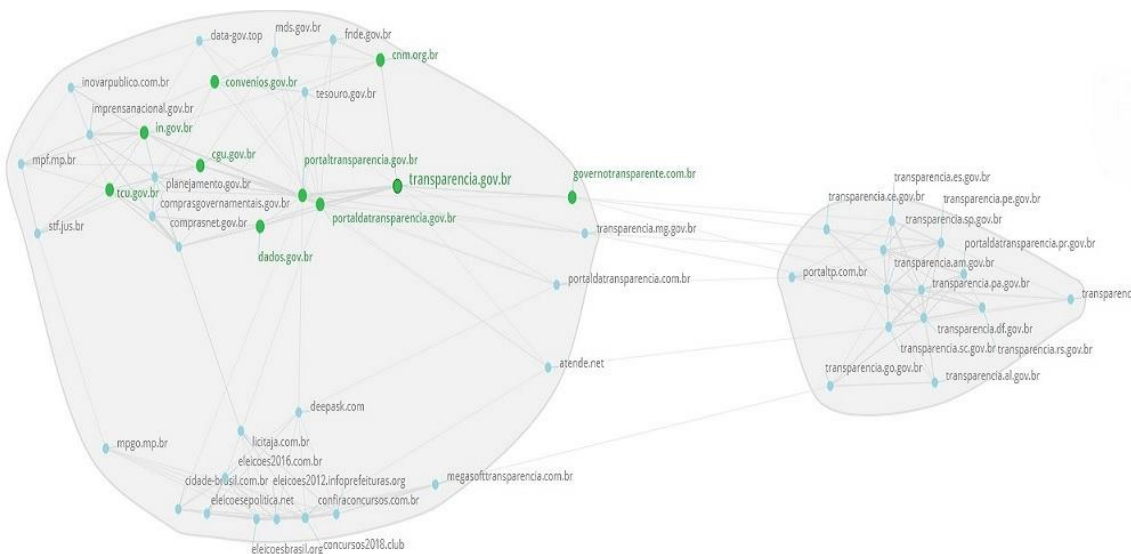 mds.gov.br
fnde.gov.br
data-gov.top
cnm.org.br
inovarpublico.com.br
convenios.gov.br
tesouro.gov.br
imprensanacional.gov.br
in.gov.br
mpf.mp.br
cgu.gov.br
portaltransparencia.gov.br
planejamento.gov.br
transparencia.gov.br
governotransparente.com.br
tcu.gov.br
comprasgovernamentais.gov.br
portaldatransparência.gov.br
stf.jus.br
comprasnet.gov.br
transparencia.mg.gov.br
dados.gov.br
portaldatransparencia.com.br
atende.net
deepask.com
mpgo.mp.br
licitaja.com.br
eleicoes2016.com.br
cidade-brasil.com.br
eleicoes2012.infoprefeituras.org
megasofttransparencia.com.br
eleicoesepolitica.net
confiraconcursos.com.br
eleicoesbrasil.org
concursos2018.club
transparencia.es.gov.br
transparencia.ce.gov.br
transparencia.pe.gov.br
transparencia.sp.gov.br
portaldatransparencia.pr.gov.br
transparencia.am.gov.br
portaltp.com.br
transparencia.pa.gov.br
transparenc
transparencia.df.gov.br
transparencia.sc.gov.br
transparencia.rs.gov.br
transparencia.go.gov.br
transparencia.al.gov.br